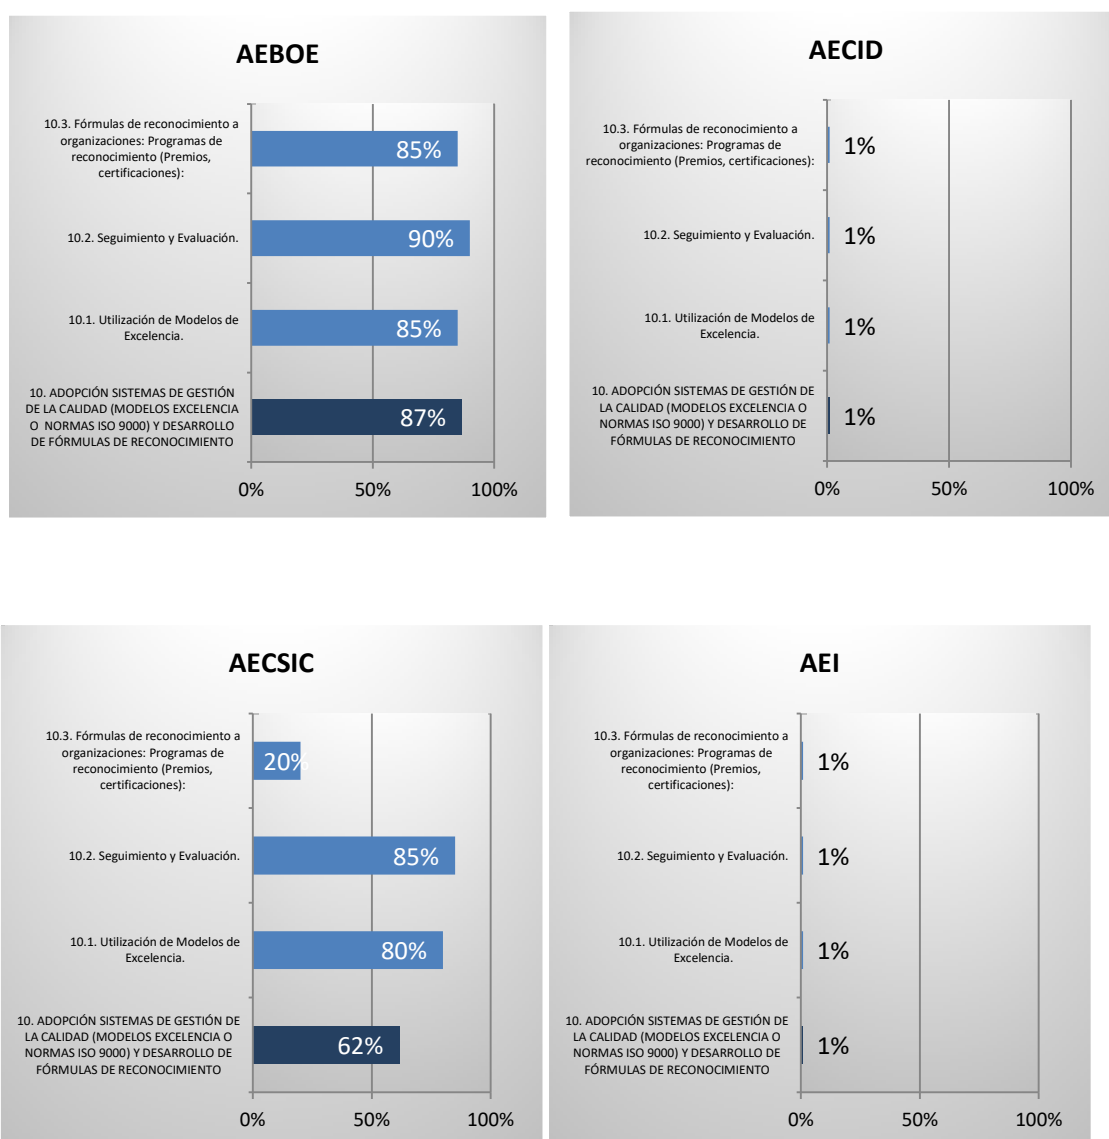 AEBOE
10.3. Fórmulas de reconocimiento a
organizaciones: Programas de
reconocimiento (Premios,
certificaciones):
85%
10.2. Seguimiento y Evaluación.
90%
10.1. Utilización de Modelos de
Excelencia.
85%
10. ADOPCIÓN SISTEMAS DE GESTIÓN
DE LA CALIDAD (MODELOS EXCELENCIA
O NORMAS ISO 9000) Y DESARROLLO
DE FÓRMULAS DE RECONOCIMIENTO
87%
0% 50% 100%
AECID
10.3. Fórmulas de reconocimiento a
organizaciones: Programas de
reconocimiento (Premios, certificaciones):
1%
10.2. Seguimiento y Evaluación.
1%
10.1. Utilización de Modelos de
Excelencia.
1%
10. ADOPCIÓN SISTEMAS DE GESTIÓN DE
LA CALIDAD (MODELOS EXCELENCIA O
NORMAS ISO 9000) Y DESARROLLO DE
FÓRMULAS DE RECONOCIMIENTO
1%
0% 50% 100%
AECSIC
10.3. Fórmulas de reconocimiento a
organizaciones: Programas de
reconocimiento (Premios,
certificaciones):
20%
10.2. Seguimiento y Evaluación.
85%
10.1. Utilización de Modelos de
Excelencia.
80%
10. ADOPCIÓN SISTEMAS DE GESTIÓN DE
LA CALIDAD (MODELOS EXCELENCIA O
NORMAS ISO 9000) Y DESARROLLO DE
FÓRMULAS DE RECONOCIMIENTO
62%
0% 50% 100%
AEI
10.3. Fórmulas de reconocimiento a
organizaciones: Programas de
reconocimiento (Premios,
certificaciones):
1%
10.2. Seguimiento y Evaluación.
1%
10.1. Utilización de Modelos de
Excelencia.
1%
10. ADOPCIÓN SISTEMAS DE GESTIÓN DE
LA CALIDAD (MODELOS EXCELENCIA O
NORMAS ISO 9000) Y DESARROLLO DE
FÓRMULAS DE RECONOCIMIENTO
1%
0% 50% 100%